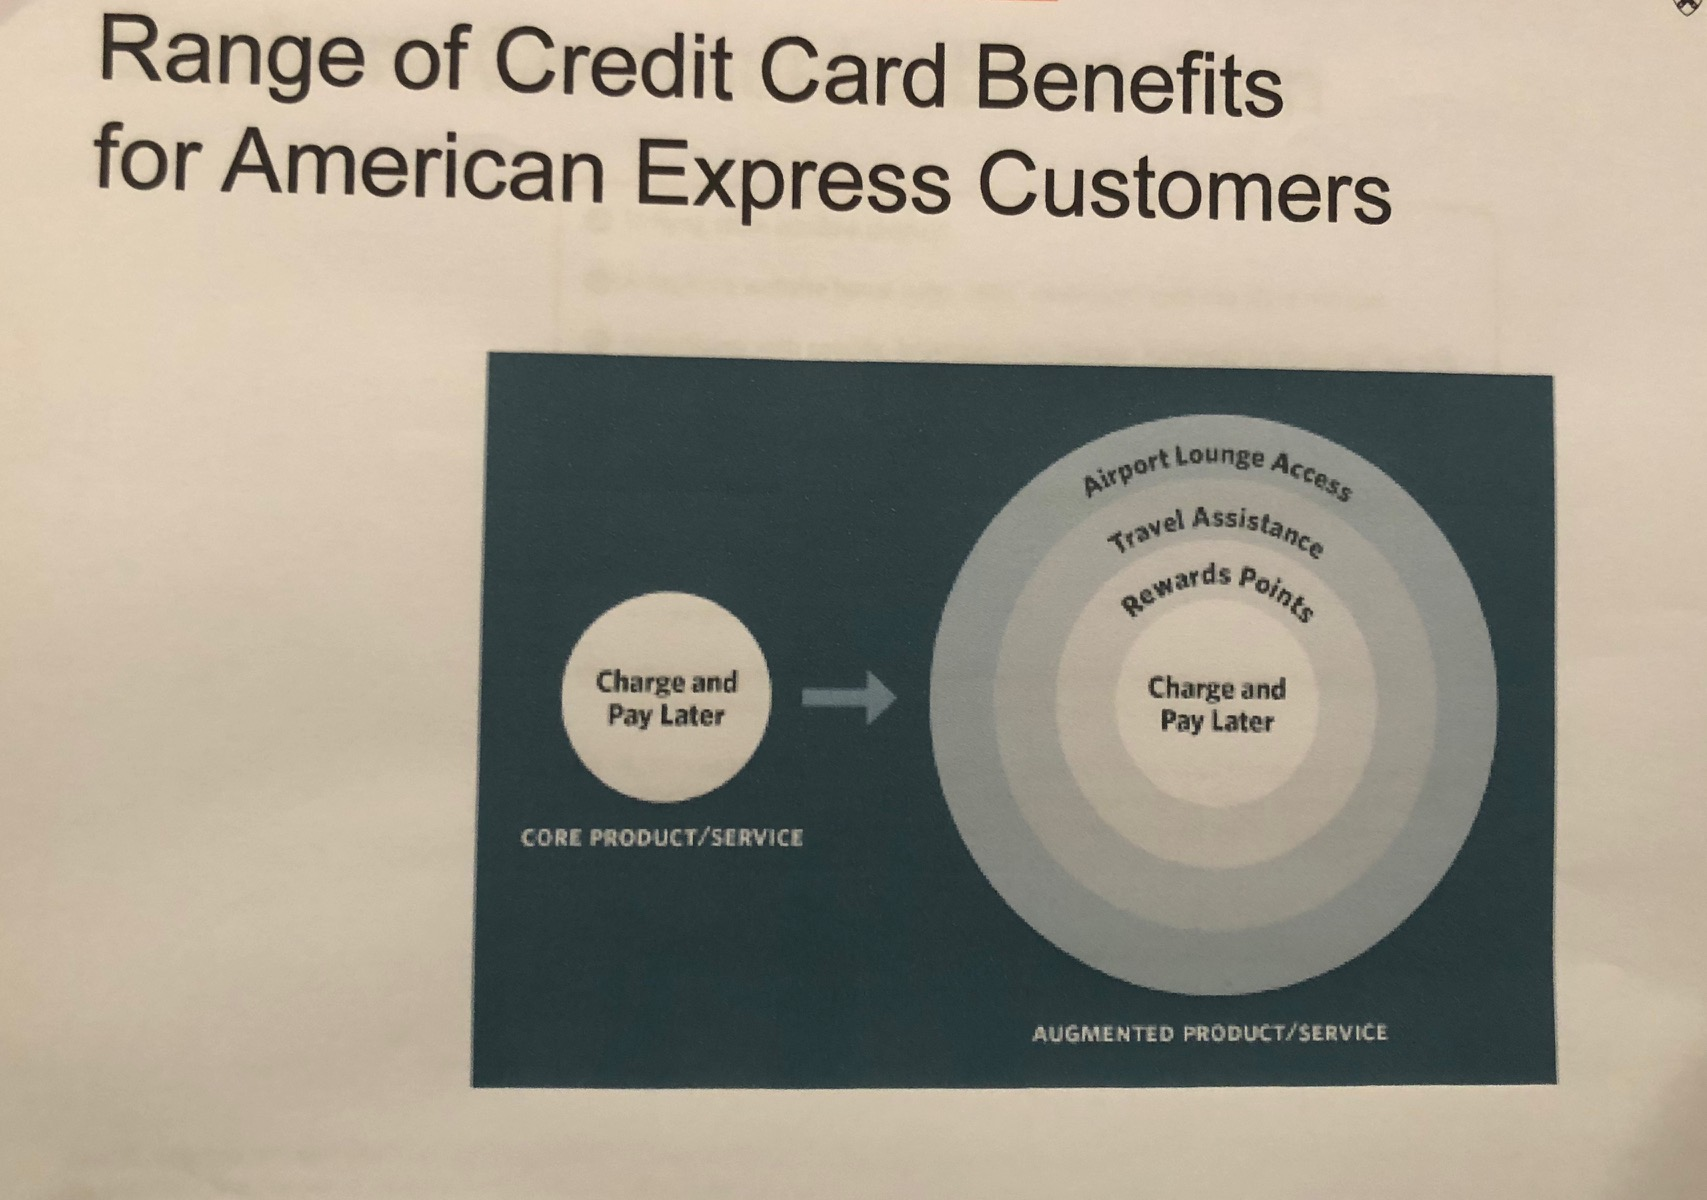 Range of Credit Card Benefits
for American Express Customers
Airport Lounge Access
Travel Assistance
Rewards Points
Charge and
Pay Later
Charge and
Pay Later
CORE PRODUCT/SERVICE
AUGMENTED PRODUCT/SERVICE